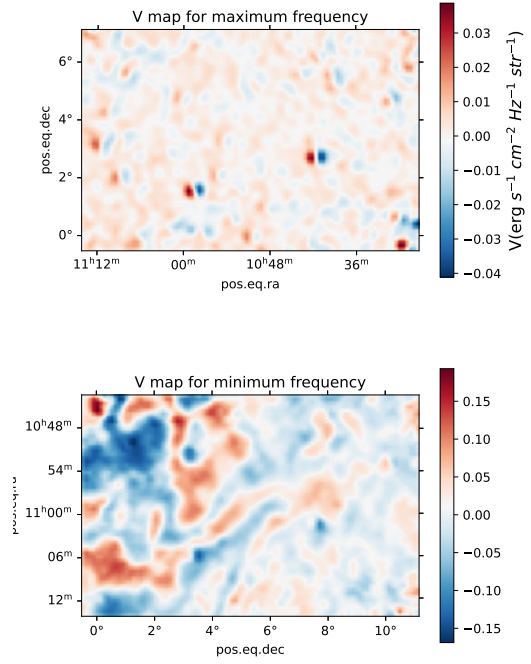 V map for maximum frequency
6°
4°
2°
0°
pos.eq.dec
11ʰ12ᵐ 00ᵐ 10ʰ48ᵐ 36ᵐ
pos.eq.ra
0.03
0.02
0.01
0.00
−0.01
−0.02
−0.03
−0.04
V(erg s⁻¹ cm⁻² Hz⁻¹ str⁻¹)
V map for minimum frequency
10ʰ48ᵐ
54ᵐ
11ʰ00ᵐ
06ᵐ
12ᵐ
0° 2° 4° 6° 8° 10°
pos.eq.dec
0.15
0.10
0.05
0.00
−0.05
−0.10
−0.15